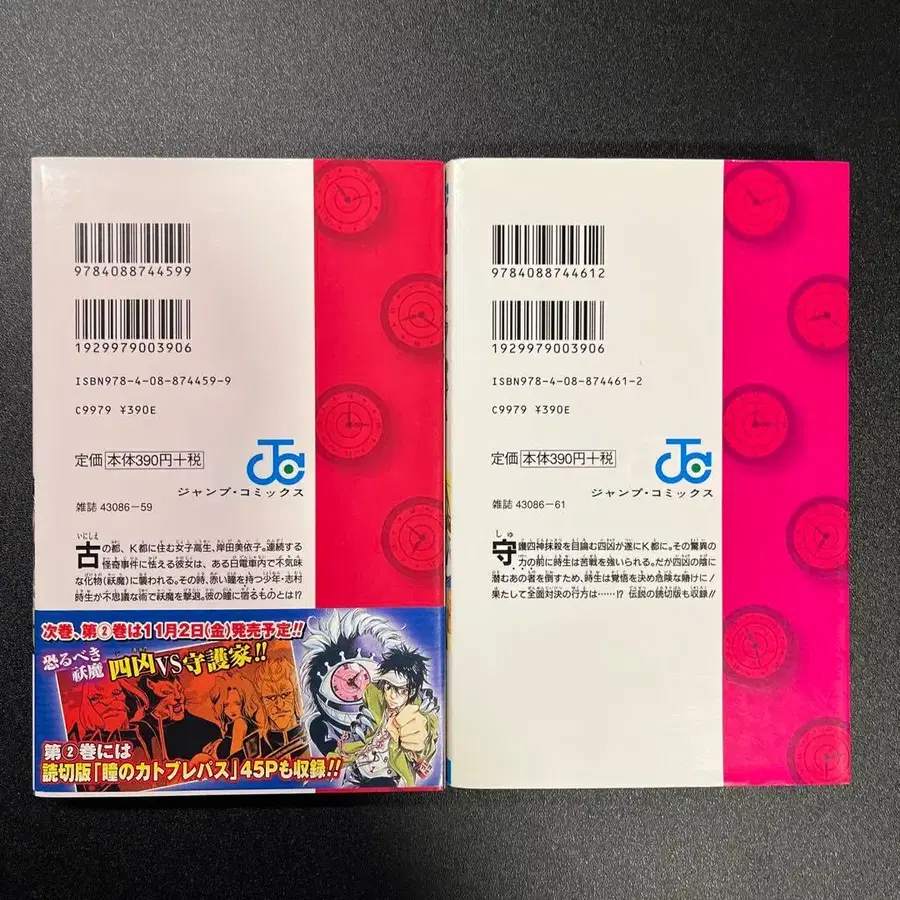 9784088744599
1929979003906
ISBN978-4-08-874459-9
C9979 ¥390E
定価 本体390円+税
ジャンプ・コミックス
雑誌 43086-59
いにしえ
古の都、K都に住む女子高生、岸田美依子。連続する
怪奇事件に怯える彼女は、ある日電車内で不気味
な化物(妖魔)に襲われる。その時、赤い瞳を持つ少年・志村
時生が不思議な術で妖魔を撃退。彼の瞳に宿るものとは!?
次巻、第②巻は11月2日(金)発売予定!!
恐るべき
妖魔
四凶VS守護家!!
第②巻には
読切版「瞳のカトブレパス」45Pも収録!!
9784088744612
1929979003906
ISBN978-4-08-874461-2
C9979 ¥390E
定価 本体390円+税
ジャンプ・コミックス
雑誌 43086-61
しゅ
守護四神抹殺を目論む四凶が遂にK都に。その驚異の
力の前に時生は苦戦を強いられる。だが四凶の陰に
潜むあの者を倒すため、時生は覚悟を決め危険な賭けに!
果たして全面対決の行方は……!? 伝説の読切版も収録!!